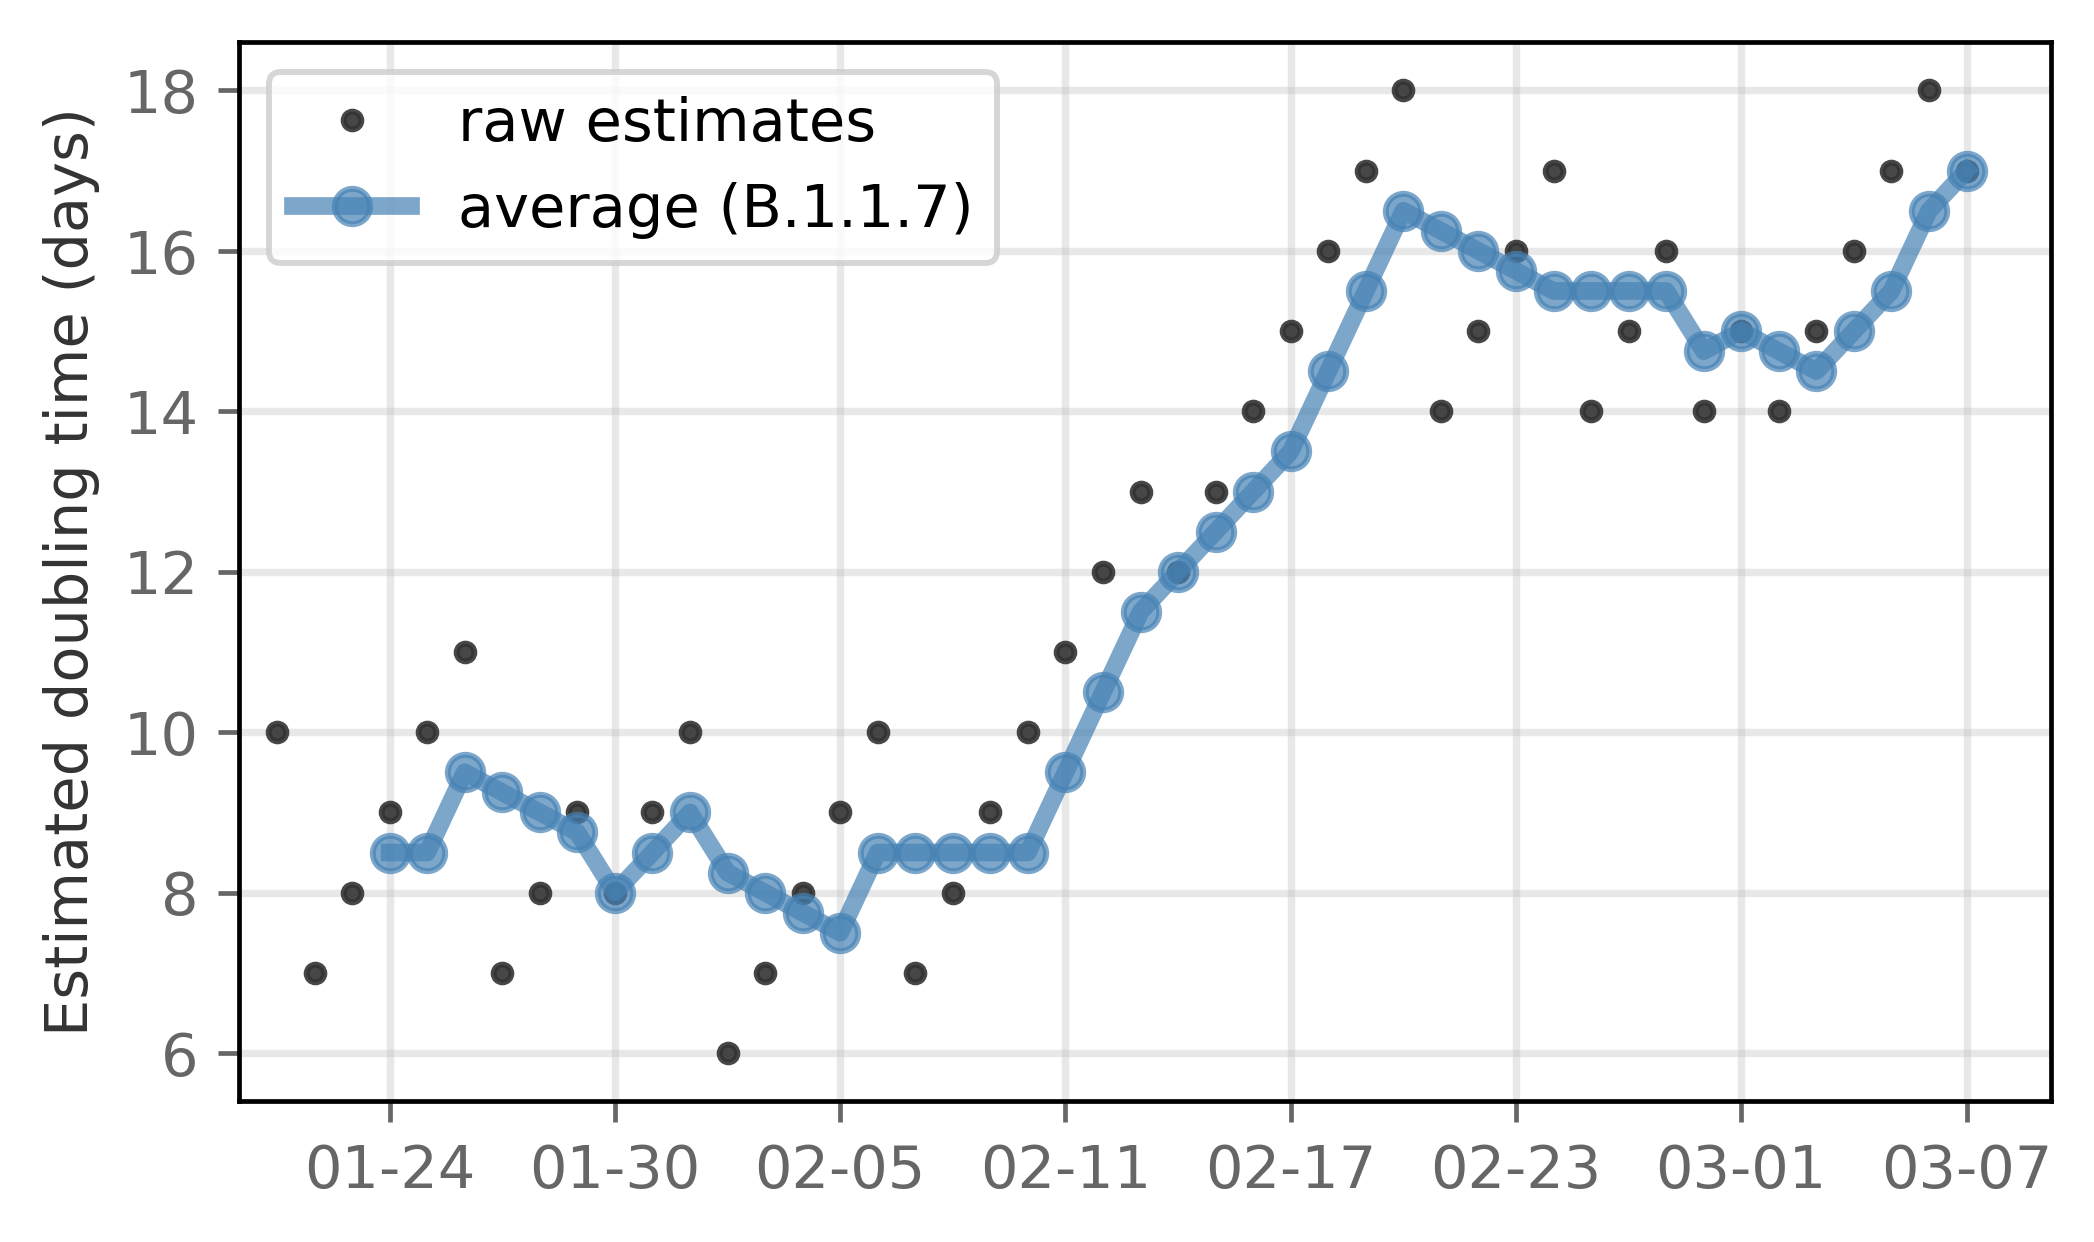 Estimated doubling time (days)
18
16
14
12
10
8
6
raw estimates
average (B.1.1.7)
01-24 01-30 02-05 02-11 02-17 02-23 03-01 03-07